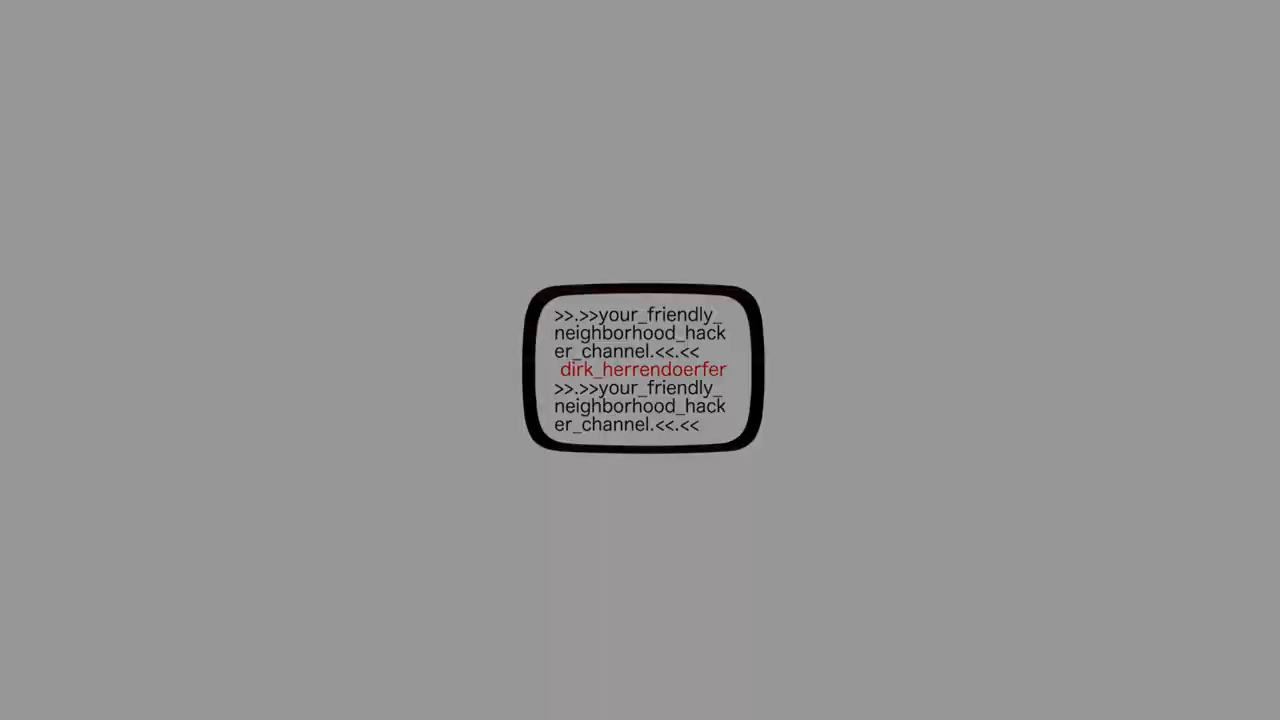 >>.>>your_friendly_
neighborhood_hack
er_channel.<<.<<
dirk_herrendoerfer
>>.>>your_friendly_
neighborhood_hack
er_channel.<<.<<